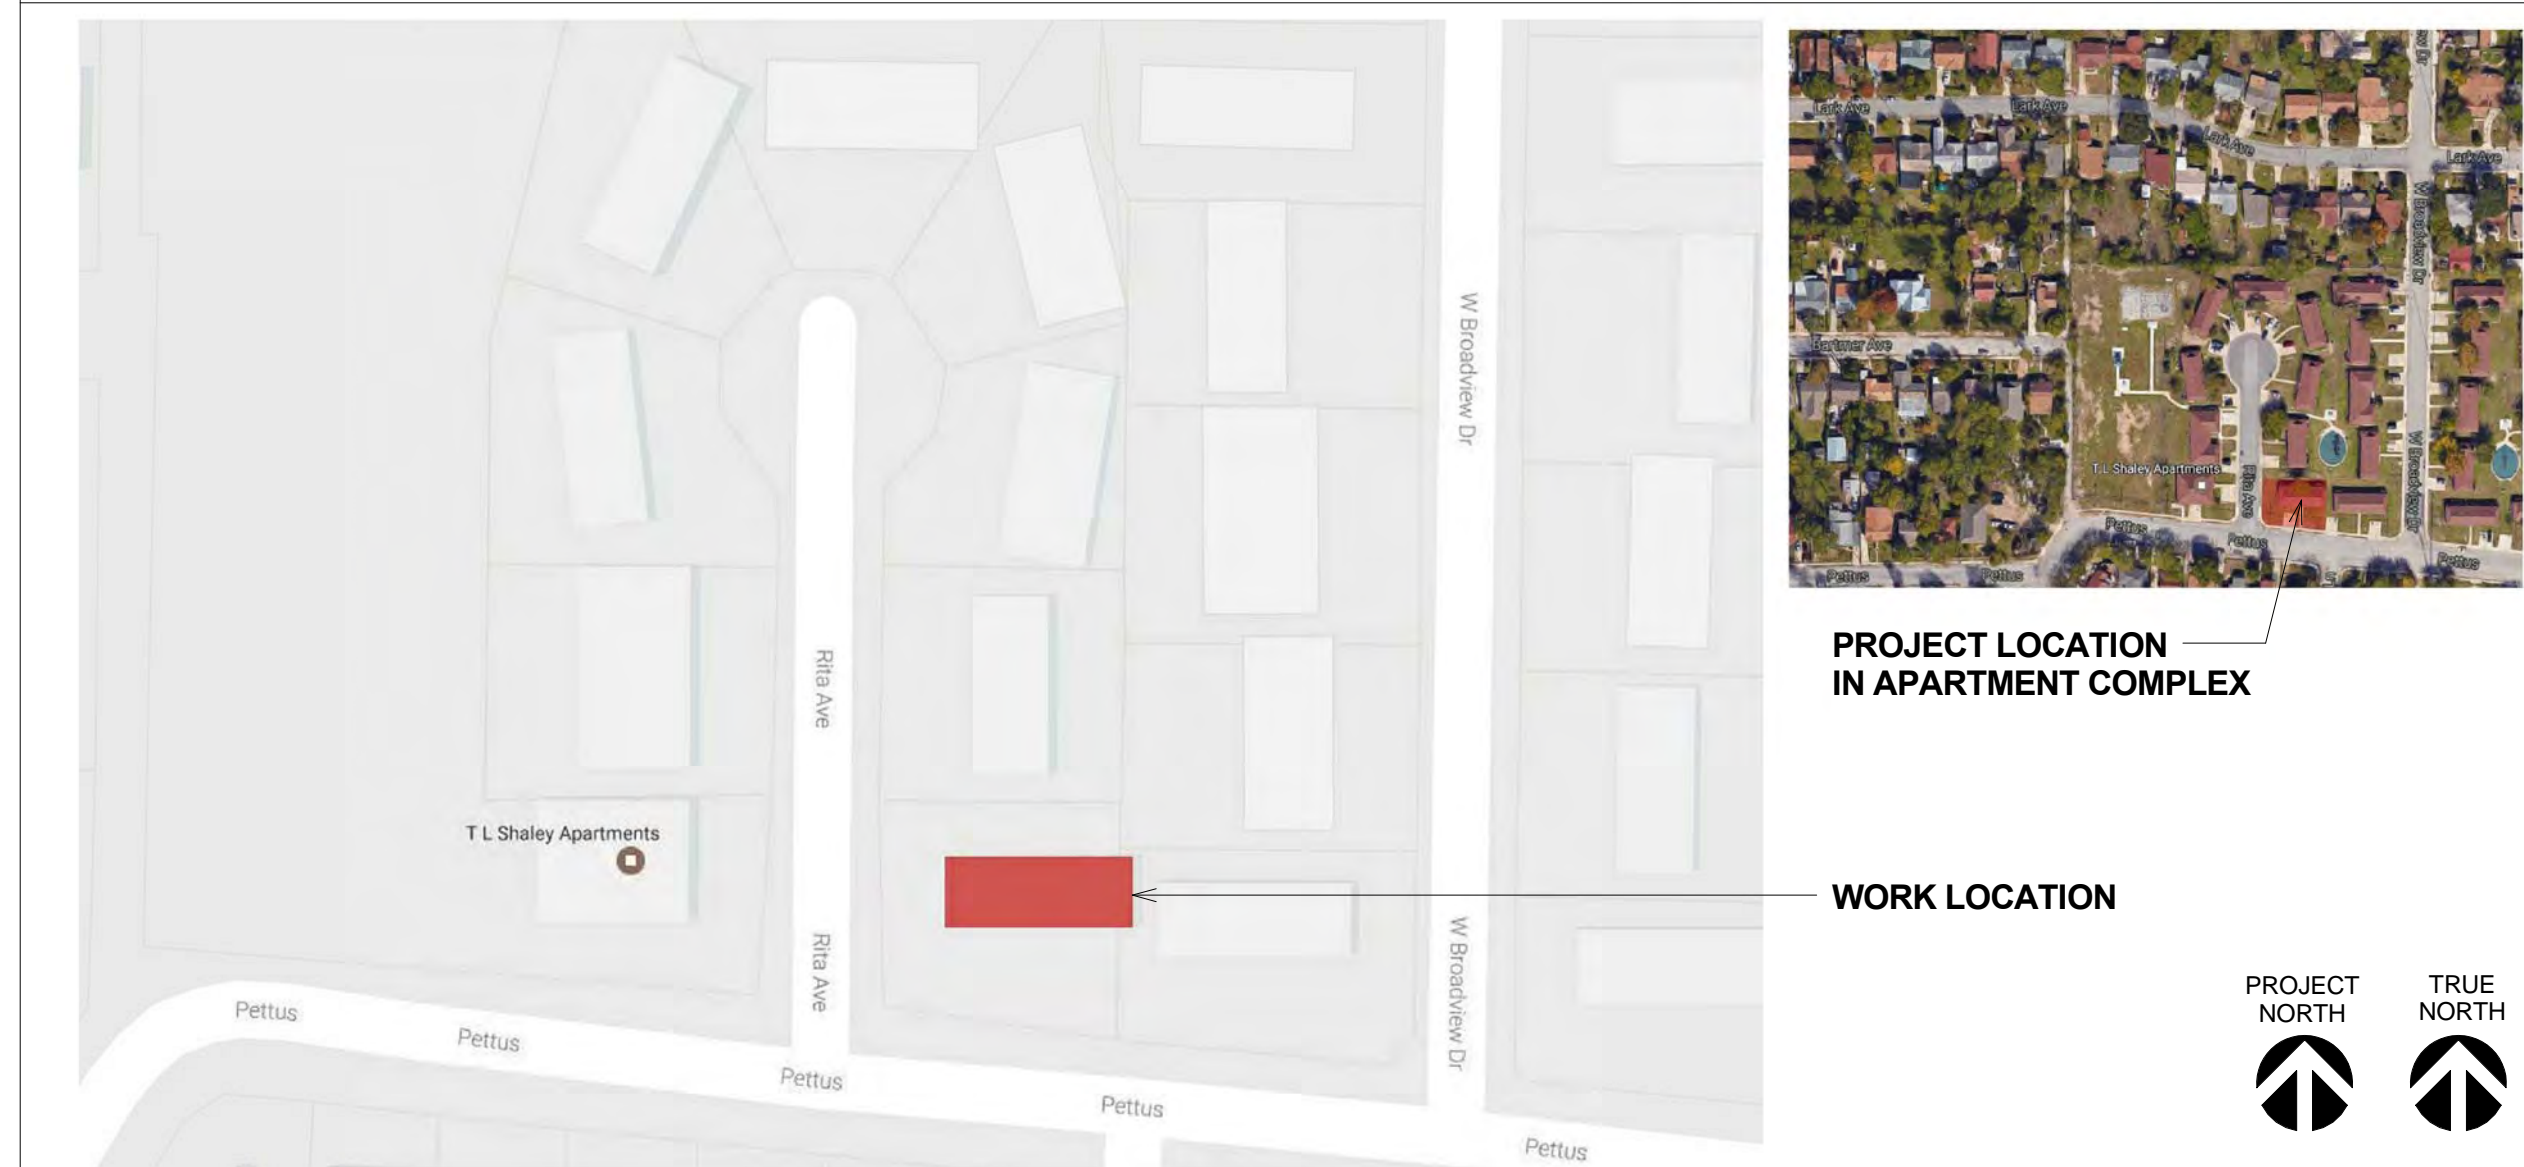 W Broadview Dr
Rita Ave
T L Shaley Apartments
Rita Ave
W Broadview Dr
Pettus
Pettus
Pettus
Pettus
Pettus
Lark Ave
Lark Ave
Lark Ave
Lark Ave
W Broadview Dr
Bartmer Ave
W Broadview Dr
T L Shaley Apartments
Rita Ave
Pettus
Pettus
Pettus
Pettus
Pettus
PROJECT LOCATION
IN APARTMENT COMPLEX
WORK LOCATION
PROJECT
NORTH
TRUE
NORTH